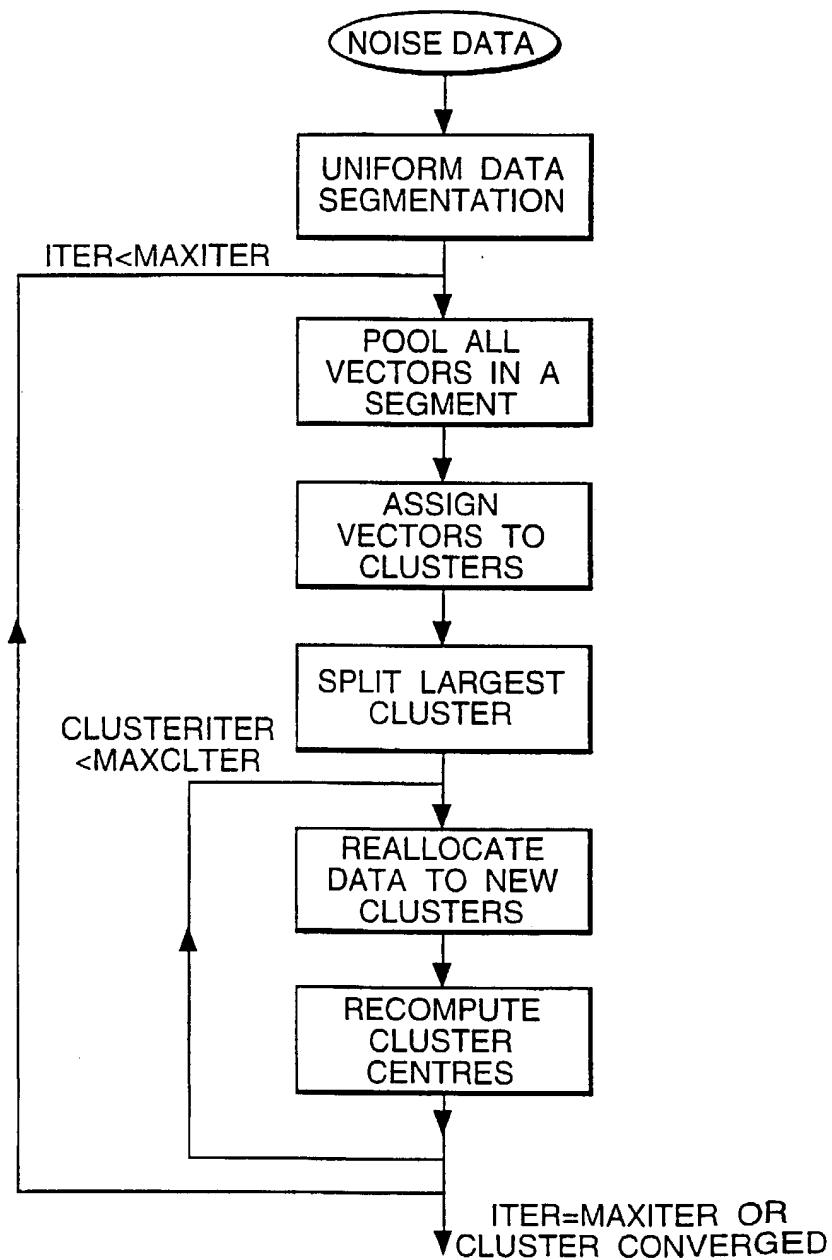 NOISE DATA
UNIFORM DATA
SEGMENTATION
ITER<MAXITER
POOL ALL
VECTORS IN A
SEGMENT
ASSIGN
VECTORS TO
CLUSTERS
SPLIT LARGEST
CLUSTER
CLUSTERITER
<MAXCLTER
REALLOCATE
DATA TO NEW
CLUSTERS
RECOMPUTE
CLUSTER
CENTRES
ITER=MAXITER OR
CLUSTER CONVERGED